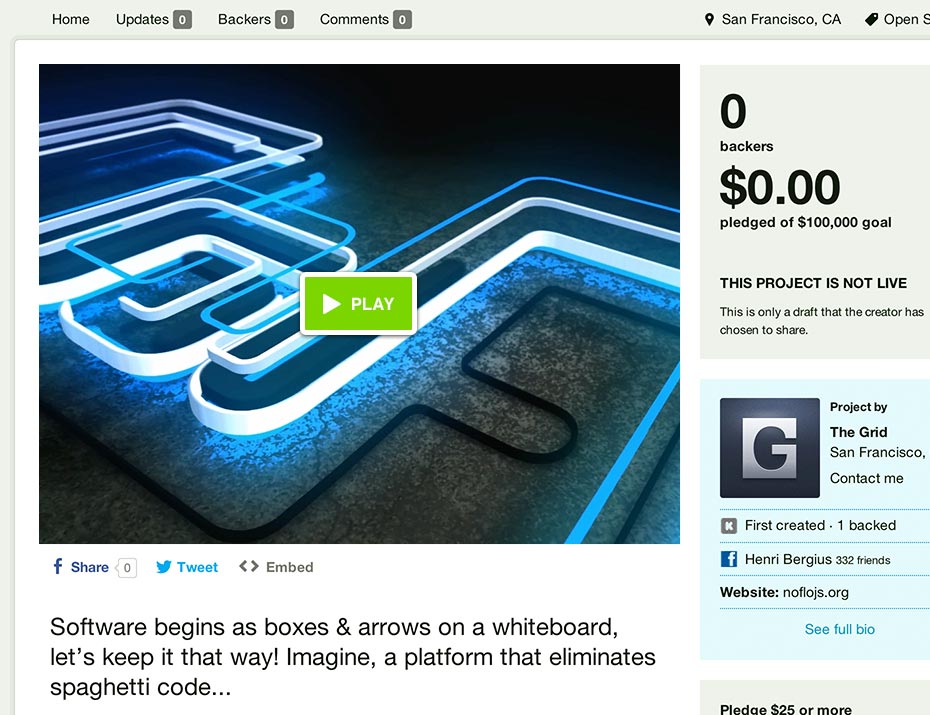 Home Updates 0 Backers 0 Comments 0 San Francisco, CA Open
PLAY
Share 0 Tweet Embed
Software begins as boxes & arrows on a whiteboard,
let’s keep it that way! Imagine, a platform that eliminates
spaghetti code...
0
backers
$0.00
pledged of $100,000 goal
THIS PROJECT IS NOT LIVE
This is only a draft that the creator has
chosen to share.
G
Project by
The Grid
San Francisco,
Contact me
K First created · 1 backed
f Henri Bergius 332 friends
Website: noflojs.org
See full bio
Pledge $25 or more